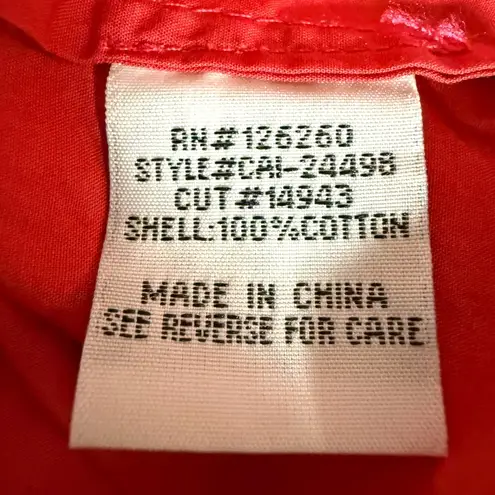 RN#126260
STYLE#CAI-24498
CUT#14943
SHELL:100%COTTON
MADE IN CHINA
SEE REVERSE FOR CARE